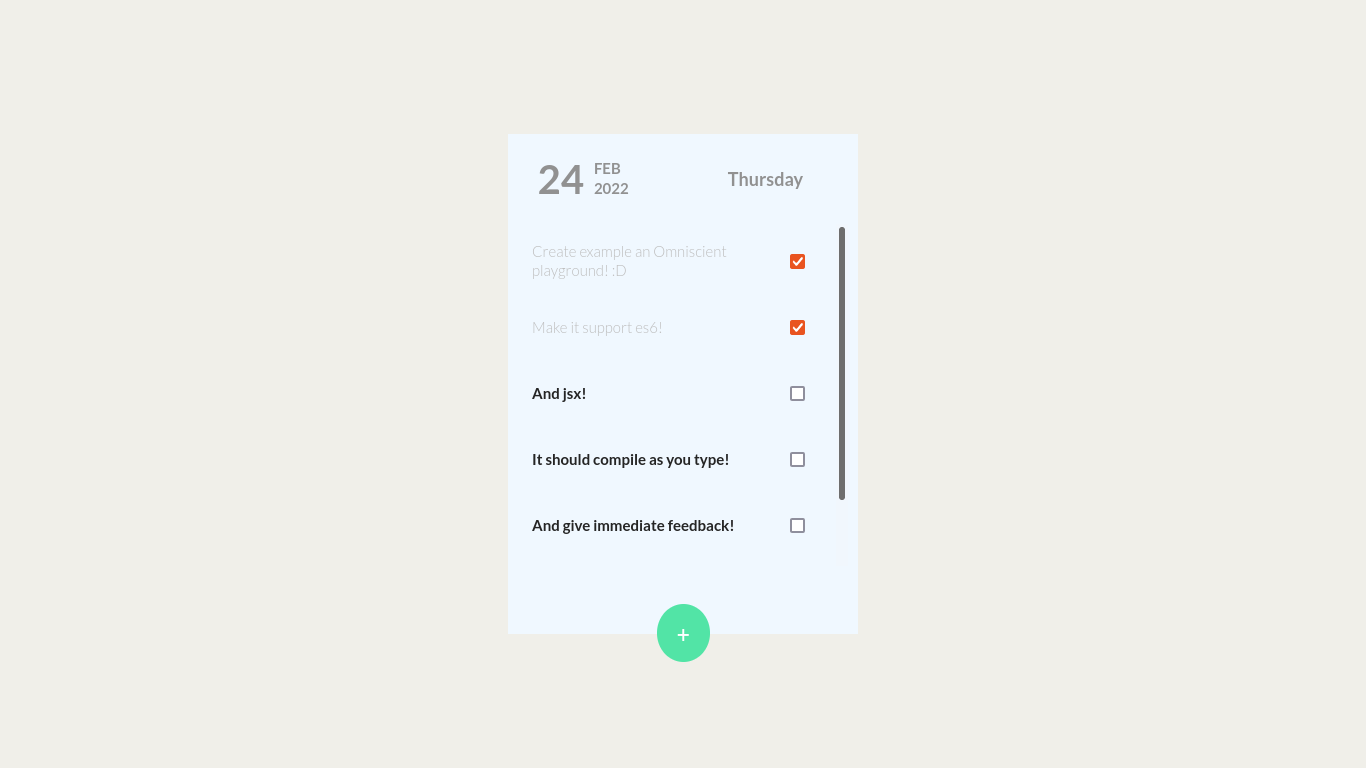 24
FEB
2022
Thursday
Create example an Omniscient
playground! :D
Make it support es6!
And jsx!
It should compile as you type!
And give immediate feedback!
+